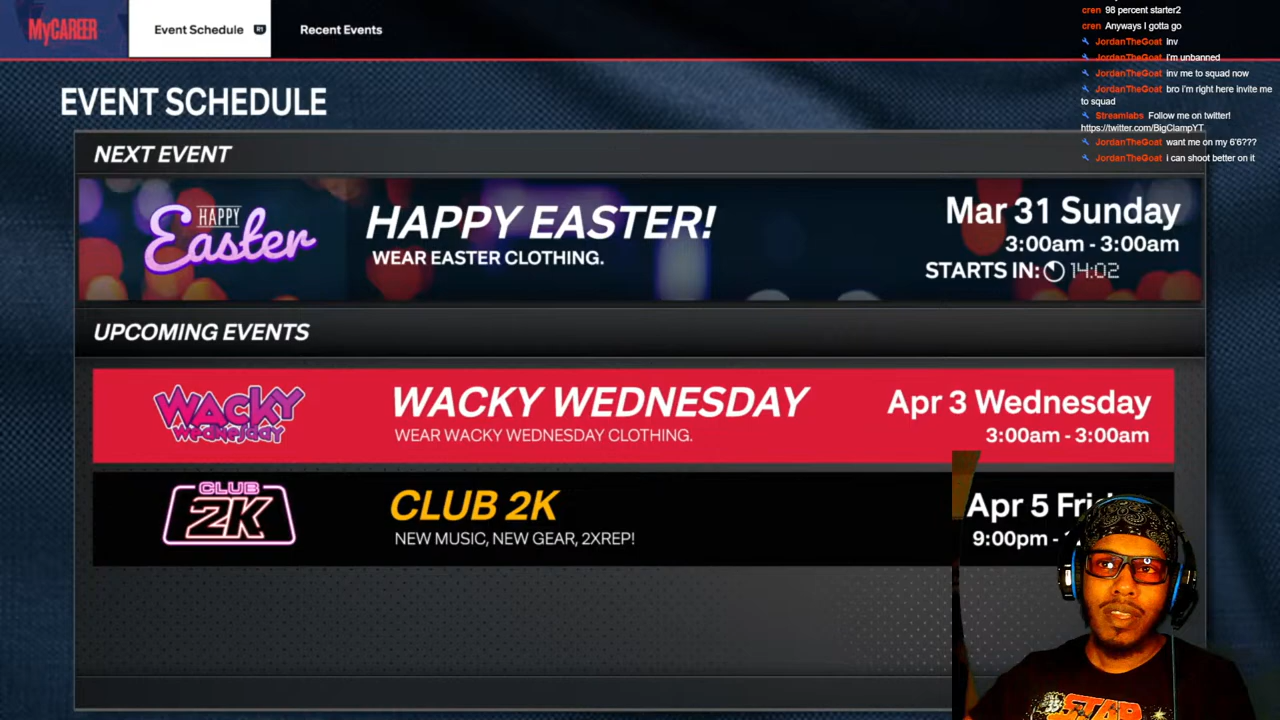 MyCAREER
Event Schedule
R1
Recent Events
EVENT SCHEDULE
NEXT EVENT
HAPPY
Easter
HAPPY EASTER!
WEAR EASTER CLOTHING.
Mar 31 Sunday
3:00am - 3:00am
STARTS IN: 14:02
UPCOMING EVENTS
WACKY
WEDNESDAY
WACKY WEDNESDAY
WEAR WACKY WEDNESDAY CLOTHING.
Apr 3 Wednesday
3:00am - 3:00am
CLUB
2K
CLUB 2K
NEW MUSIC, NEW GEAR, 2XREP!
Apr 5
9:00pm -
cren 98 percent starter2
cren Anyways I gotta go
JordanTheGoat inv
JordanTheGoat I'm unbanned
JordanTheGoat inv me to squad now
JordanTheGoat bro I'm right here invite me
to squad
Streamlabs Follow me on twitter!
https://twitter.com/BigClampYT
JordanTheGoat want me on my 6'6???
JordanTheGoat i can shoot better on it
STAR